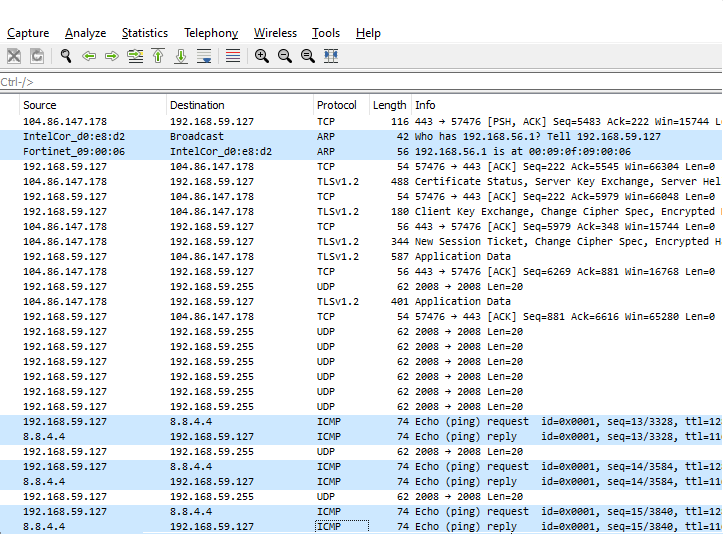 Capture Analyze Statistics Telephony Wireless Tools Help
Ctrl-/>
Source Destination Protocol Length Info
104.86.147.178 192.168.59.127 TCP 116 443 → 57476 [PSH, ACK] Seq=5483 Ack=222 Win=15744 L
IntelCor_d0:e8:d2 Broadcast ARP 42 Who has 192.168.56.1? Tell 192.168.59.127
Fortinet_09:00:06 IntelCor_d0:e8:d2 ARP 56 192.168.56.1 is at 00:09:0f:09:00:06
192.168.59.127 104.86.147.178 TCP 54 57476 → 443 [ACK] Seq=222 Ack=5545 Win=66304 Len=0
104.86.147.178 192.168.59.127 TLSv1.2 488 Certificate Status, Server Key Exchange, Server Hel
192.168.59.127 104.86.147.178 TCP 54 57476 → 443 [ACK] Seq=222 Ack=5979 Win=66048 Len=0
192.168.59.127 104.86.147.178 TLSv1.2 180 Client Key Exchange, Change Cipher Spec, Encrypted
104.86.147.178 192.168.59.127 TCP 56 443 → 57476 [ACK] Seq=5979 Ack=348 Win=15744 Len=0
104.86.147.178 192.168.59.127 TLSv1.2 344 New Session Ticket, Change Cipher Spec, Encrypted H
192.168.59.127 104.86.147.178 TLSv1.2 587 Application Data
104.86.147.178 192.168.59.127 TCP 56 443 → 57476 [ACK] Seq=6269 Ack=881 Win=16768 Len=0
192.168.59.127 192.168.59.255 UDP 62 2008 → 2008 Len=20
104.86.147.178 192.168.59.127 TLSv1.2 401 Application Data
192.168.59.127 104.86.147.178 TCP 54 57476 → 443 [ACK] Seq=881 Ack=6616 Win=65280 Len=0
192.168.59.127 192.168.59.255 UDP 62 2008 → 2008 Len=20
192.168.59.127 192.168.59.255 UDP 62 2008 → 2008 Len=20
192.168.59.127 192.168.59.255 UDP 62 2008 → 2008 Len=20
192.168.59.127 192.168.59.255 UDP 62 2008 → 2008 Len=20
192.168.59.127 192.168.59.255 UDP 62 2008 → 2008 Len=20
192.168.59.127 192.168.59.255 UDP 62 2008 → 2008 Len=20
192.168.59.127 8.8.4.4 ICMP 74 Echo (ping) request id=0x0001, seq=13/3328, ttl=12
8.8.4.4 192.168.59.127 ICMP 74 Echo (ping) reply id=0x0001, seq=13/3328, ttl=11
192.168.59.127 192.168.59.255 UDP 62 2008 → 2008 Len=20
192.168.59.127 8.8.4.4 ICMP 74 Echo (ping) request id=0x0001, seq=14/3584, ttl=12
8.8.4.4 192.168.59.127 ICMP 74 Echo (ping) reply id=0x0001, seq=14/3584, ttl=11
192.168.59.127 192.168.59.255 UDP 62 2008 → 2008 Len=20
192.168.59.127 8.8.4.4 ICMP 74 Echo (ping) request id=0x0001, seq=15/3840, ttl=12
8.8.4.4 192.168.59.127 ICMP 74 Echo (ping) reply id=0x0001, seq=15/3840, ttl=11